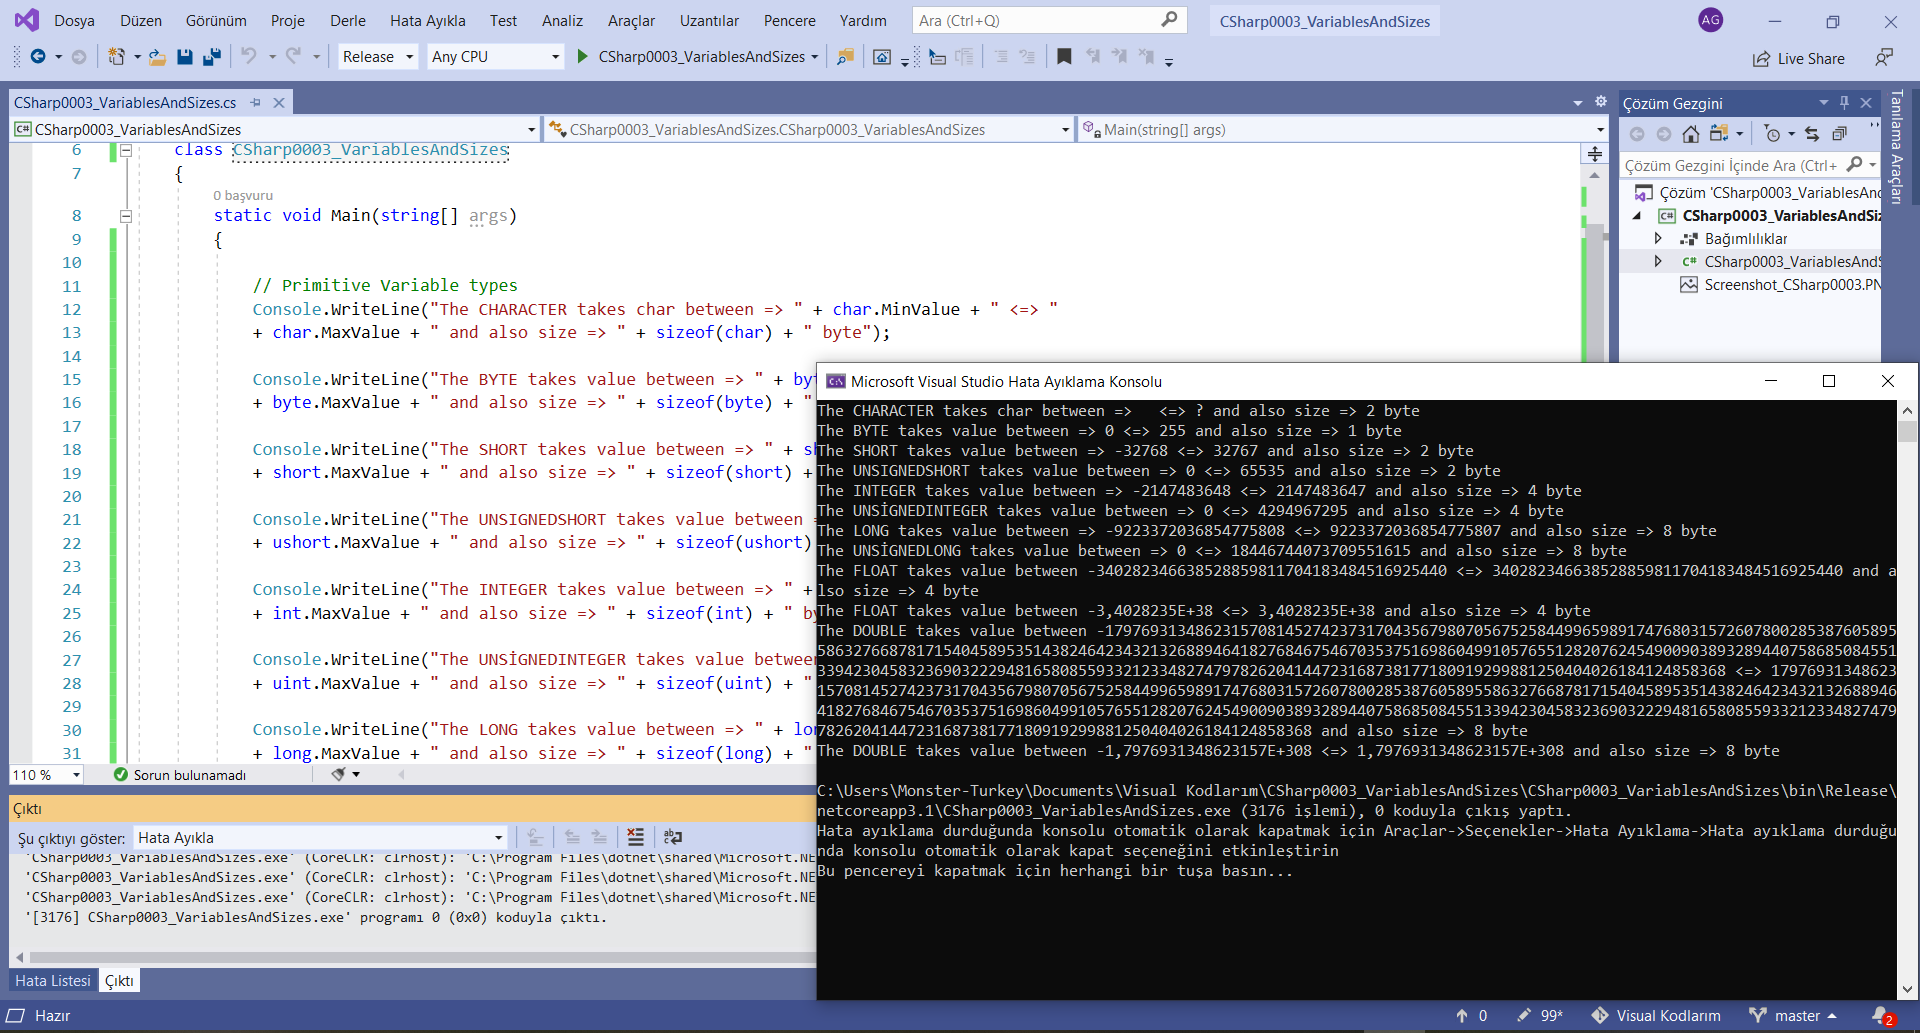 Dosya Düzen Görünüm Proje Derle Hata Ayıkla Test Analiz Araçlar Uzantılar Pencere Yardım Ara (Ctrl+Q) CSharp0003_VariablesAndSizes AG
Release Any CPU CSharp0003_VariablesAndSizes Live Share
CSharp0003_VariablesAndSizes.cs
C# CSharp0003_VariablesAndSizes CSharp0003_VariablesAndSizes.CSharp0003_VariablesAndSizes Main(string[] args)
6 class CSharp0003_VariablesAndSizes
7 {
0 başvuru
8 static void Main(string[] args)
9 {
10
11 // Primitive Variable types
12 Console.WriteLine("The CHARACTER takes char between => " + char.MinValue + " <=> "
13 + char.MaxValue + " and also size => " + sizeof(char) + " byte");
14
15 Console.WriteLine("The BYTE takes value between => " + byt
16 + byte.MaxValue + " and also size => " + sizeof(byte) + "
17
18 Console.WriteLine("The SHORT takes value between => " + sh
19 + short.MaxValue + " and also size => " + sizeof(short) +
20
21 Console.WriteLine("The UNSIGNEDSHORT takes value between =
22 + ushort.MaxValue + " and also size => " + sizeof(ushort)
23
24 Console.WriteLine("The INTEGER takes value between => " +
25 + int.MaxValue + " and also size => " + sizeof(int) + " by
26
27 Console.WriteLine("The UNSİGNEDINTEGER takes value between
28 + uint.MaxValue + " and also size => " + sizeof(uint) + "
29
30 Console.WriteLine("The LONG takes value between => " + lon
31 + long.MaxValue + " and also size => " + sizeof(long) + "
110 % Sorun bulunamadı
Çıktı
Şu çıktıyı göster: Hata Ayıkla
'CSharp0003_VariablesAndSizes.exe' (CoreCLR: clrhost): 'C:\Program Files\dotnet\shared\Microsoft.NE
'CSharp0003_VariablesAndSizes.exe' (CoreCLR: clrhost): 'C:\Program Files\dotnet\shared\Microsoft.NE
'CSharp0003_VariablesAndSizes.exe' (CoreCLR: clrhost): 'C:\Program Files\dotnet\shared\Microsoft.NE
'[3176] CSharp0003_VariablesAndSizes.exe' programı 0 (0x0) koduyla çıktı.
Hata Listesi Çıktı
Microsoft Visual Studio Hata Ayıklama Konsolu
The CHARACTER takes char between =>   <=> ? and also size => 2 byte
The BYTE takes value between => 0 <=> 255 and also size => 1 byte
The SHORT takes value between => -32768 <=> 32767 and also size => 2 byte
The UNSIGNEDSHORT takes value between => 0 <=> 65535 and also size => 2 byte
The INTEGER takes value between => -2147483648 <=> 2147483647 and also size => 4 byte
The UNSİGNEDINTEGER takes value between => 0 <=> 4294967295 and also size => 4 byte
The LONG takes value between => -9223372036854775808 <=> 9223372036854775807 and also size => 8 byte
The UNSİGNEDLONG takes value between => 0 <=> 18446744073709551615 and also size => 8 byte
The FLOAT takes value between -340282346638528859811704183484516925440 <=> 340282346638528859811704183484516925440 and a
lso size => 4 byte
The FLOAT takes value between -3,4028235E+38 <=> 3,4028235E+38 and also size => 4 byte
The DOUBLE takes value between -17976931348623157081452742373170435679807056752584499659891747680315726078002853876058955
86327668781715404589535143824642343213268894641827684675467035375169860499105765512820762454900903893289440758685084551
339423045832369032229481658085593321233482747978262041447231687381771809192998812504040261841248583​68 <=> 17976931348623
157081452742373170435679807056752584499659891747680315726078002853876058955863276687817154045895351438246423432132688946
41827684675467035375169860499105765512820762454900903893289440758685084551339423045832369032229481658085593321233482747​9
7826204144723168738177180919299881250404026184124858368 and also size => 8 byte
The DOUBLE takes value between -1,7976931348623157E+308 <=> 1,7976931348623157E+308 and also size => 8 byte
C:\Users\Monster-Turkey\Documents\Visual Kodlarım\CSharp0003_VariablesAndSizes\CSharp0003_VariablesAndSizes\bin\Release\
netcoreapp3.1\CSharp0003_VariablesAndSizes.exe (3176 işlemi), 0 koduyla çıkış yaptı.
Hata ayıklama durduğunda konsolu otomatik olarak kapatmak için Araçlar->Seçenekler->Hata Ayıklama->Hata ayıklama durduğu
nda konsolu otomatik olarak kapat seçeneğini etkinleştirin
Bu pencereyi kapatmak için herhangi bir tuşa basın...
Çözüm Gezgini
Çözüm Gezgini İçinde Ara (Ctrl+
Çözüm 'CSharp0003_VariablesAnd
C# CSharp0003_VariablesAndSiz
Bağımlılıklar
C# CSharp0003_VariablesAndS
Screenshot_CSharp0003.PN
Tanılama Araçları
Hazır 0 99* Visual Kodlarım master 2